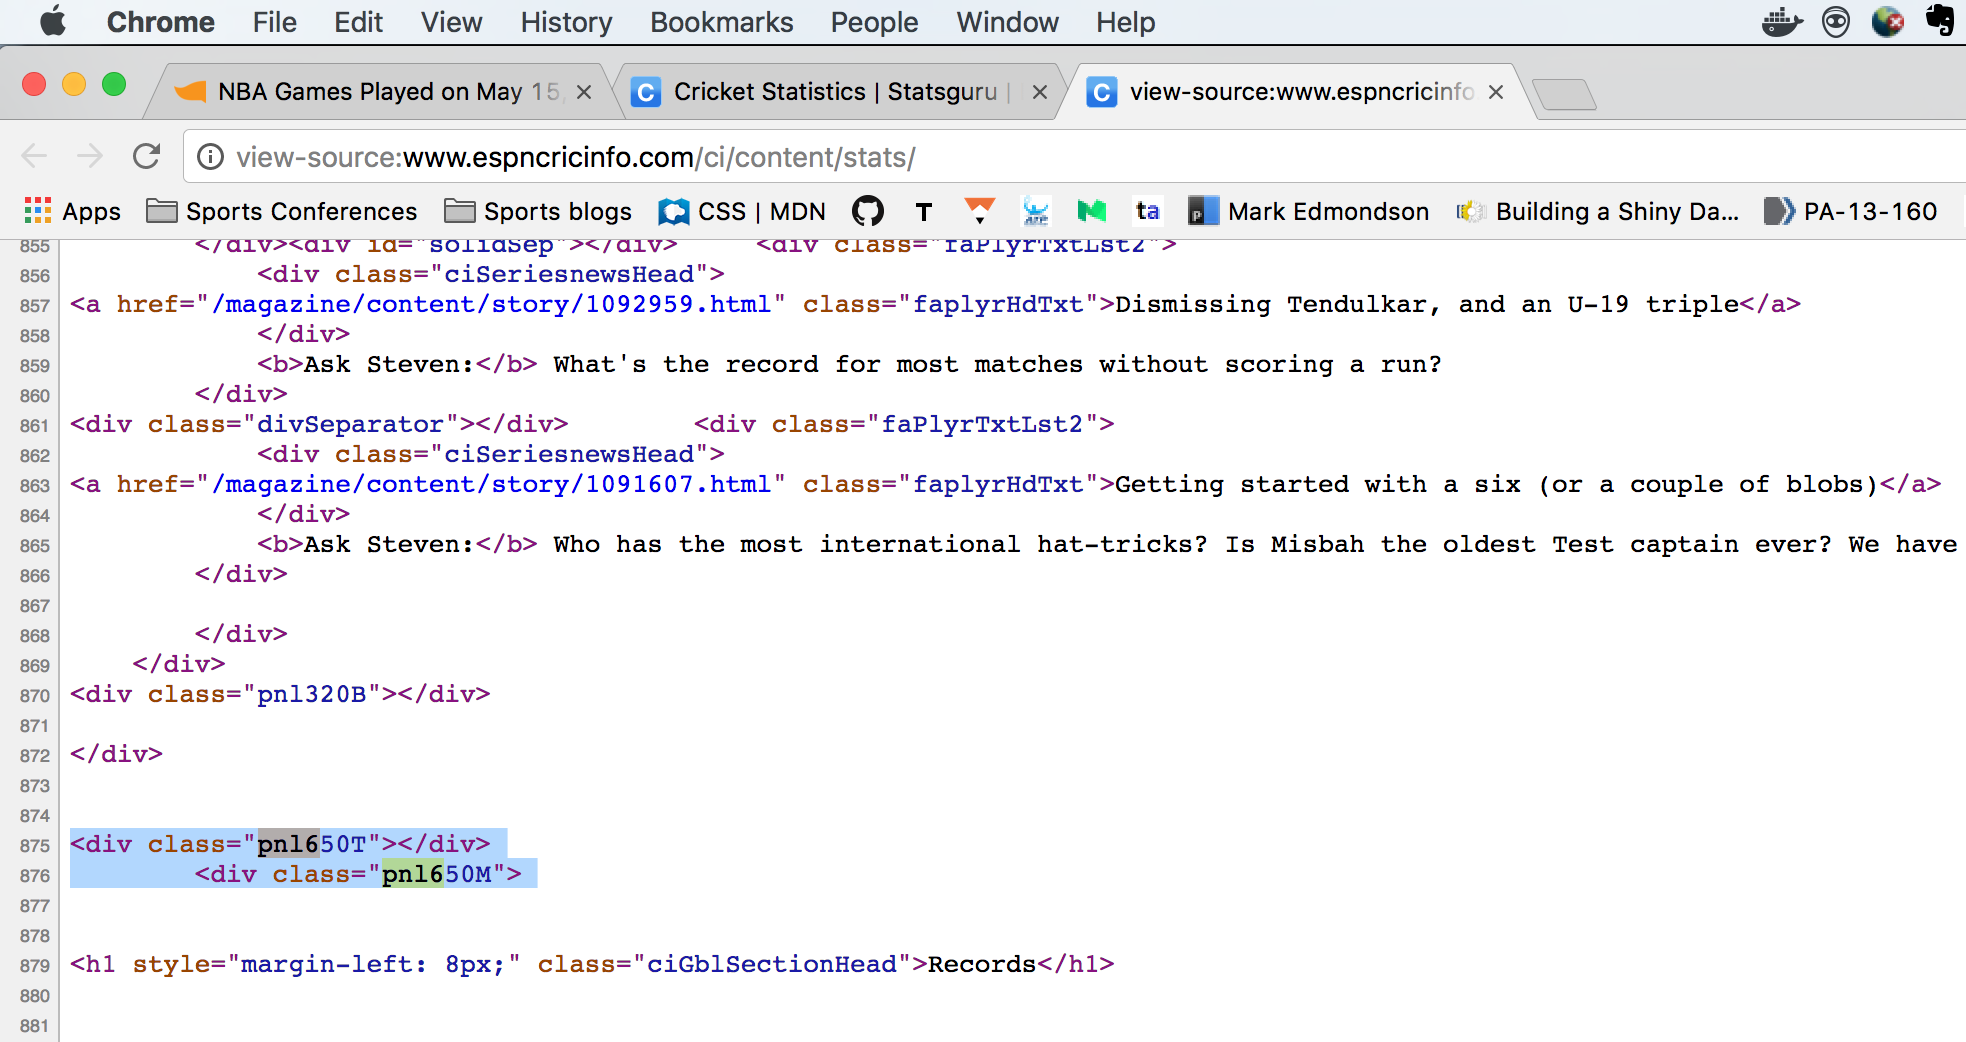 Chrome File Edit View History Bookmarks People Window Help
NBA Games Played on May 15, Cricket Statistics | Statsguru | view-source:www.espncricinfo
view-source:www.espncricinfo.com/ci/content/stats/
Apps Sports Conferences Sports blogs CSS | MDN T ta p Mark Edmondson Building a Shiny Da... PA-13-160
855 </div><div id="solidSep"></div> <div class="faPlyrTxtLst2">
856 <div class="ciSeriesnewsHead">
857 <a href="/magazine/content/story/1092959.html" class="faplyrHdTxt">Dismissing Tendulkar, and an U-19 triple</a>
858 </div>
859 <b>Ask Steven:</b> What's the record for most matches without scoring a run?
860 </div>
861 <div class="divSeparator"></div> <div class="faPlyrTxtLst2">
862 <div class="ciSeriesnewsHead">
863 <a href="/magazine/content/story/1091607.html" class="faplyrHdTxt">Getting started with a six (or a couple of blobs)</a>
864 </div>
865 <b>Ask Steven:</b> Who has the most international hat-tricks? Is Misbah the oldest Test captain ever? We have
866 </div>
867
868 </div>
869 </div>
870 <div class="pnl320B"></div>
871
872 </div>
873
874
875 <div class="pnl650T"></div>
876 <div class="pnl650M">
877
878
879 <h1 style="margin-left: 8px;" class="ciGblSectionHead">Records</h1>
880
881